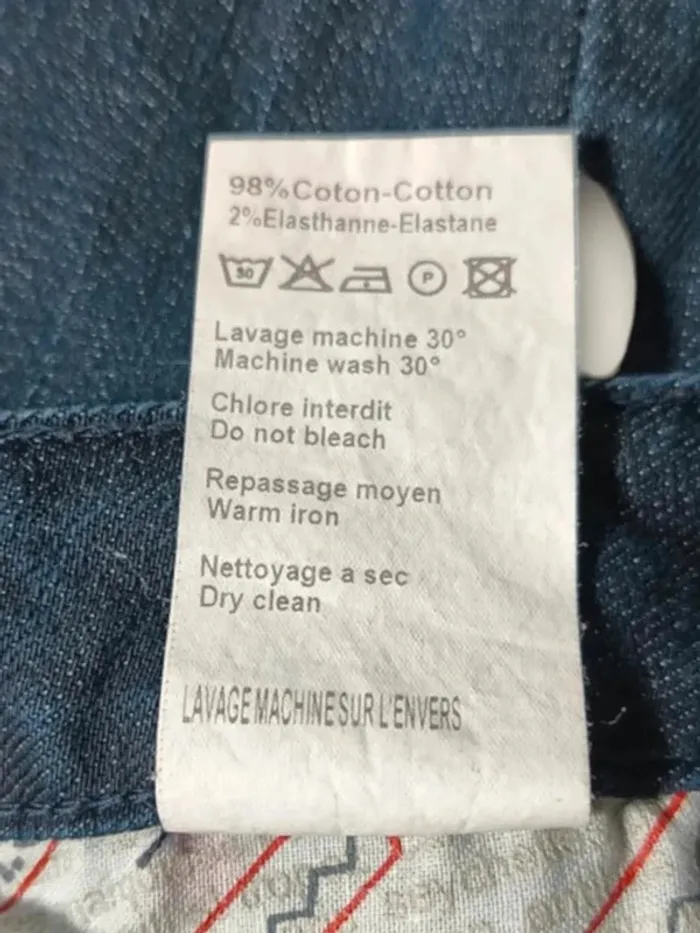 98%Coton-Cotton
2%Elasthanne-Elastane
30 P
Lavage machine 30°
Machine wash 30°
Chlore interdit
Do not bleach
Repassage moyen
Warm iron
Nettoyage a sec
Dry clean
LAVAGE MACHINE SUR L'ENVERS